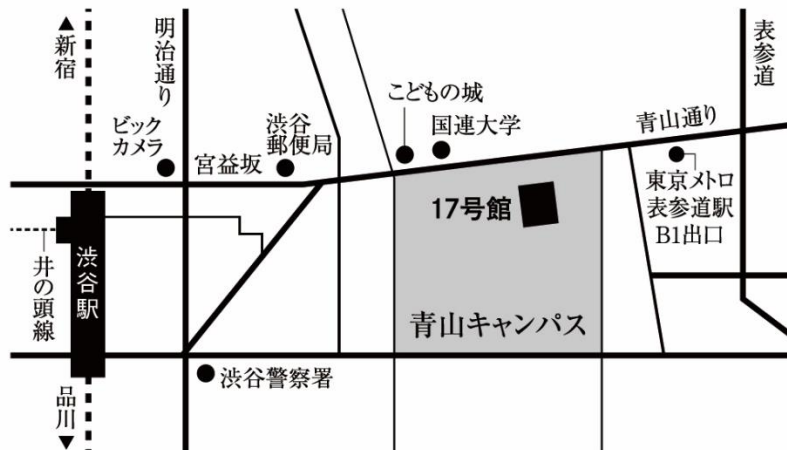 ▲新宿
明治通り
表参道
こどもの城
国連大学
青山通り
ビック
カメラ
宮益坂
渋谷
郵便局
17号館
東京メトロ
表参道駅
B1出口
渋谷駅
井の頭線
青山キャンパス
渋谷警察署
品川▼